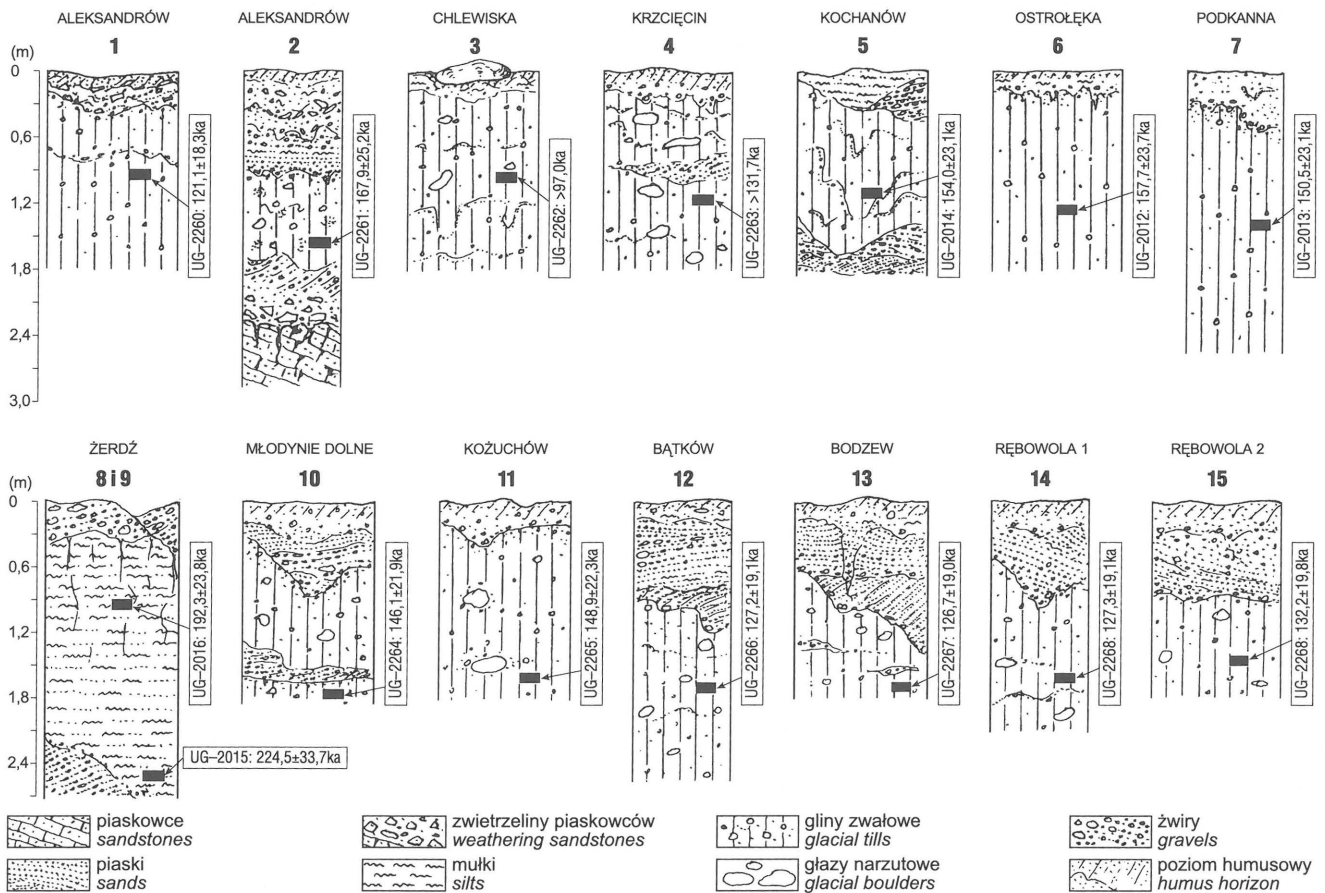 ALEKSANDRÓW
1
ALEKSANDRÓW
2
CHLEWISKA
3
KRZCIĘCIN
4
KOCHANÓW
5
OSTROŁĘKA
6
PODKANNA
7
(m)
0
0,6
1,2
1,8
2,4
3,0
UG–2260: 121,1±18,3ka
UG–2261: 167,9±25,2ka
UG–2262: >97,0ka
UG–2263: >131,7ka
UG–2014: 154,0±23,1ka
UG–2012: 157,7±23,7ka
UG–2013: 150,5±23,1ka
ŻERDŹ
8 i 9
MŁODYNIE DOLNE
10
KOŻUCHÓW
11
BĄTKÓW
12
BODZEW
13
RĘBOWOLA 1
14
RĘBOWOLA 2
15
(m)
0
0,6
1,2
1,8
2,4
UG–2016: 192,3±23,8ka
UG–2015: 224,5±33,7ka
UG–2264: 146,1±21,9ka
UG–2265: 148,9±22,3ka
UG–2266: 127,2±19,1ka
UG–2267: 126,7±19,0ka
UG–2268: 127,3±19,1ka
UG–2268: 132,2±19,8ka
piaskowce
sandstones
zwietrzeliny piaskowców
weathering sandstones
gliny zwałowe
glacial tills
żwiry
gravels
piaski
sands
mułki
silts
głazy narzutowe
glacial boulders
poziom humusowy
humus horizon